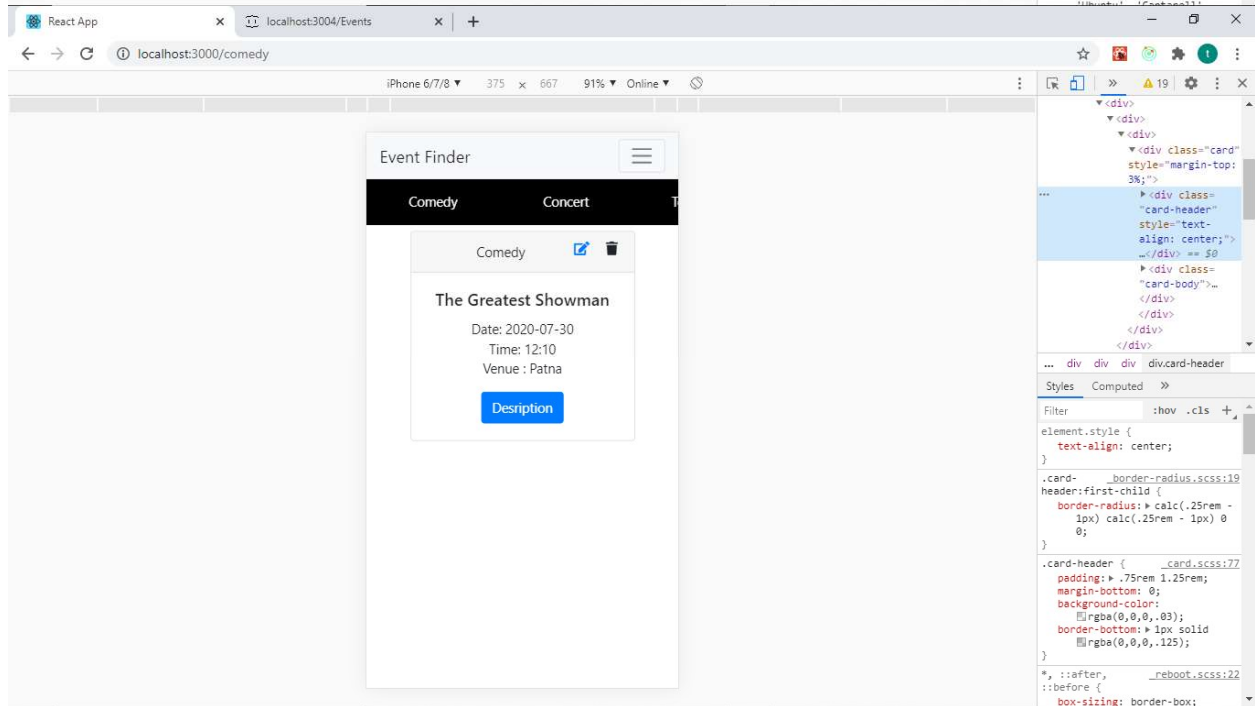 'Ubuntu', 'Cantarell',
React App
localhost:3004/Events
localhost:3000/comedy
t
iPhone 6/7/8 ▼ 375 x 667 91% ▼ Online ▼
19
Event Finder
Comedy Concert
Comedy
The Greatest Showman
Date: 2020-07-30
Time: 12:10
Venue : Patna
Desription
▼<div>
▼<div>
▼<div>
▼<div class="card"
style="margin-top:
3%;">
... ▶<div class=
"card-header"
style="text-
align: center;">
…</div> == $0
▶<div class=
"card-body">…
</div>
</div>
</div>
</div>
... div div div div.card-header
Styles Computed »
Filter :hov .cls +
element.style {
text-align: center;
}
.card- _border-radius.scss:19
header:first-child {
border-radius: ▶ calc(.25rem -
1px) calc(.25rem - 1px) 0
0;
}
.card-header { _card.scss:77
padding: ▶ .75rem 1.25rem;
margin-bottom: 0;
background-color:
rgba(0,0,0,.03);
border-bottom: ▶ 1px solid
rgba(0,0,0,.125);
}
*, ::after, _reboot.scss:22
::before {
box-sizing: border-box;